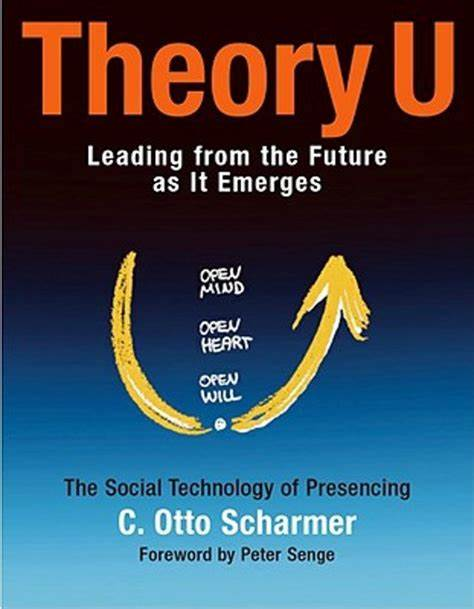 Theory U
Leading from the Future
as It Emerges
OPEN
MIND
OPEN
HEART
OPEN
WILL
The Social Technology of Presencing
C. Otto Scharmer
Foreword by Peter Senge